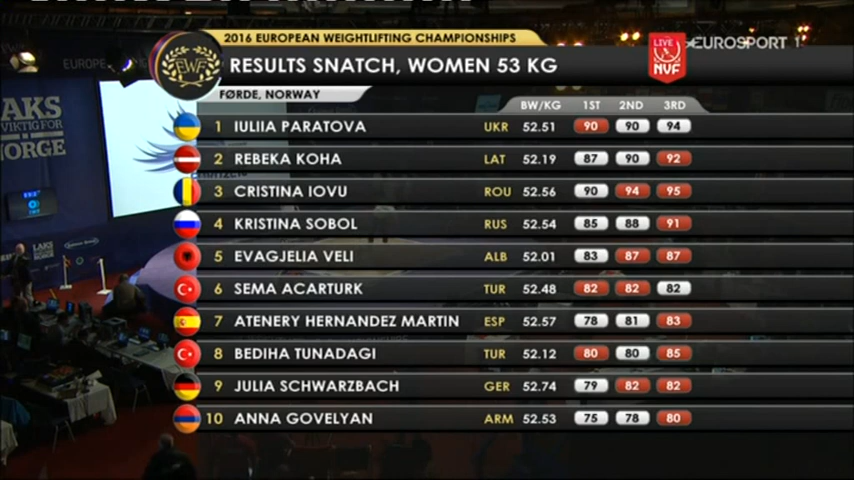 2016 EUROPEAN WEIGHTLIFTING CHAMPIONSHIPS
EWF
RESULTS SNATCH, WOMEN 53 KG
LIVE
NVF
EUROSPORT 1
FØRDE, NORWAY
BW/KG 1ST 2ND 3RD
1 IULIIA PARATOVA UKR 52.51 90 90 94
2 REBEKA KOHA LAT 52.19 87 90 92
3 CRISTINA IOVU ROU 52.56 90 94 95
4 KRISTINA SOBOL RUS 52.54 85 88 91
5 EVAGJELIA VELI ALB 52.01 83 87 87
6 SEMA ACARTURK TUR 52.48 82 82 82
7 ATENERY HERNANDEZ MARTIN ESP 52.57 78 81 83
8 BEDIHA TUNADAGI TUR 52.12 80 80 85
9 JULIA SCHWARZBACH GER 52.74 79 82 82
10 ANNA GOVELYAN ARM 52.53 75 78 80
LAKS
VIKTIG FOR
NORGE
LAKS